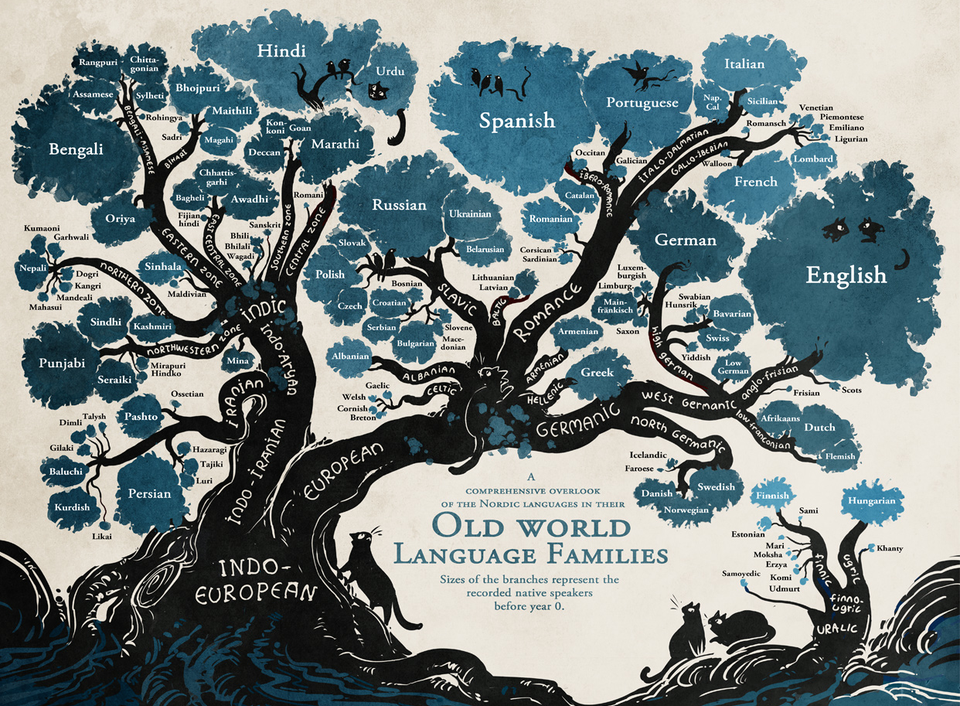 Rangpuri
Chitta-
gonian
Assamese
Sylheti
Bhojpuri
Hindi
Urdu
Rohingya
Maithili
Sadri
Magahi
Bengali
BENGALI-ASSAMESE
BIHARI
Kon-
koni
Goan
Deccan
Marathi
Chhattis-
garhi
Bagheli
Awadhi
Romani
Oriya
Fijian
hindi
Sanskrit
Bhili
Bhilali
Wagadi
EASTERN ZONE
EAST CENTRAL ZONE
SOUTHERN ZONE
CENTRAL ZONE
Kumaoni
Garhwali
Nepali
Dogri
Kangri
Mandeali
Mahasui
NORTHERN ZONE
Sinhala
Maldivian
INDIC
Sindhi
Kashmiri
NORTHWESTERN ZONE
Punjabi
Mirapuri
Hindko
Seraiki
Mina
INDO-ARYAN
Ossetian
IRANIAN
Pashto
Talysh
Dimli
Gilaki
Baluchi
Kurdish
Likai
Persian
Hazaragi
Tajiki
Luri
INDO-IRANIAN
EUROPEAN
INDO-
EUROPEAN
Spanish
Portuguese
Italian
Nap.
Cal
Sicilian
Romansch
Venetian
Piemontese
Emiliano
Ligurian
Lombard
Walloon
French
Occitan
Galician
Catalan
IBERO-ROMANCE
ITALO-DALMATIAN
GALLO-IBERIAN
Romanian
Corsican
Sardinian
ROMANCE
Russian
Ukrainian
Belarusian
Slovak
Polish
Bosnian
Czech
Croatian
Serbian
Bulgarian
Slovene
Mace-
donian
SLAVIC
Lithuanian
Latvian
BALTIC
Albanian
ALBANIAN
Gaelic
Welsh
Cornish
Breton
CELTIC
Armenian
ARMENIAN
Greek
HELLENIC
German
English
Luxem-
burgish
Limburg.
Main-
fränkisch
Saxon
Swabian
Hunsrik
Bavarian
Swiss
Yiddish
Low
German
HIGH GERMAN
GERMANIC
WEST GERMANIC
ANGLO-FRISIAN
Frisian
Scots
LOW FRANCONIAN
Afrikaans
Dutch
Flemish
NORTH GERMANIC
Icelandic
Faroese
Danish
Swedish
Norwegian
A
COMPREHENSIVE OVERLOOK
OF THE NORDIC LANGUAGES IN THEIR
OLD WORLD
LANGUAGE FAMILIES
Sizes of the branches represent the
recorded native speakers
before year 0.
Finnish
Hungarian
Sami
Estonian
Mari
Moksha
Erzya
Samoyedic
Komi
Udmurt
Khanty
FINNIC
UGRIC
FINNO-
UGRIC
URALIC